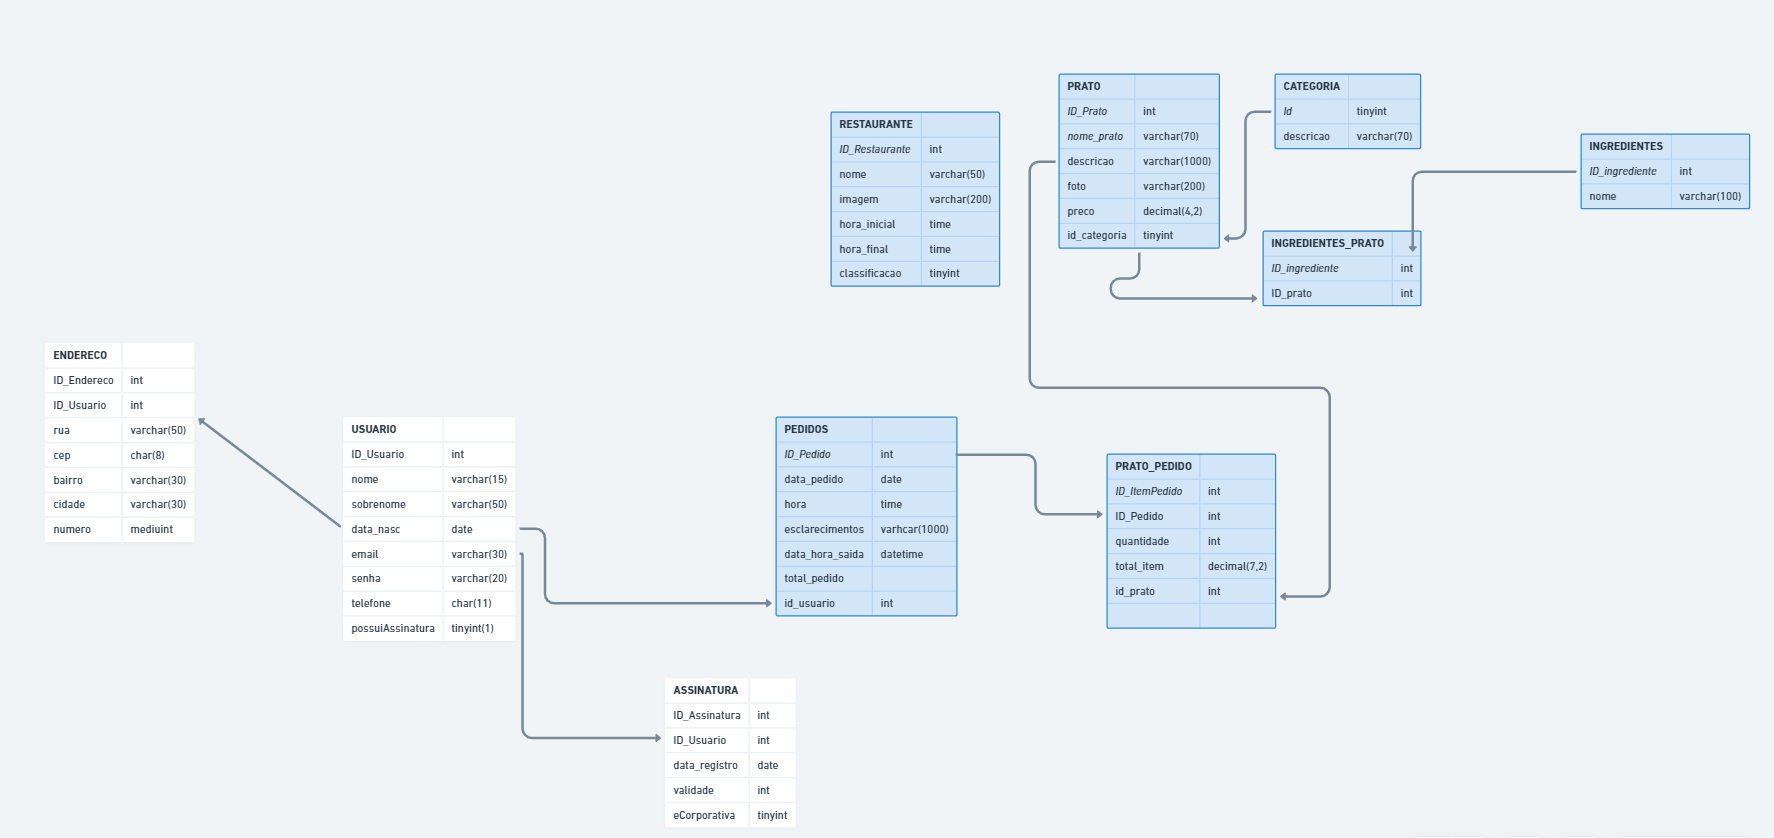 PRATO
ID_Prato int
nome_prato varchar(70)
descricao varchar(1000)
foto varchar(200)
preco decimal(4,2)
id_categoria tinyint
CATEGORIA
Id tinyint
descricao varchar(70)
RESTAURANTE
ID_Restaurante int
nome varchar(50)
imagem varchar(200)
hora_inicial time
hora_final time
classificacao tinyint
INGREDIENTES
ID_ingrediente int
nome varchar(100)
INGREDIENTES_PRATO
ID_ingrediente int
ID_prato int
ENDERECO
ID_Endereco int
ID_Usuario int
rua varchar(50)
cep char(8)
bairro varchar(30)
cidade varchar(30)
numero mediuint
USUARIO
ID_Usuario int
nome varchar(15)
sobrenome varchar(50)
data_nasc date
email varchar(30)
senha varchar(20)
telefone char(11)
possuiAssinatura tinyint(1)
PEDIDOS
ID_Pedido int
data_pedido date
hora time
esclarecimentos varhcar(1000)
data_hora_saida datetime
total_pedido
id_usuario int
PRATO_PEDIDO
ID_ItemPedido int
ID_Pedido int
quantidade int
total_item decimal(7,2)
id_prato int
ASSINATURA
ID_Assinatura int
ID_Usuario int
data_registro date
validade int
eCorporativa tinyint